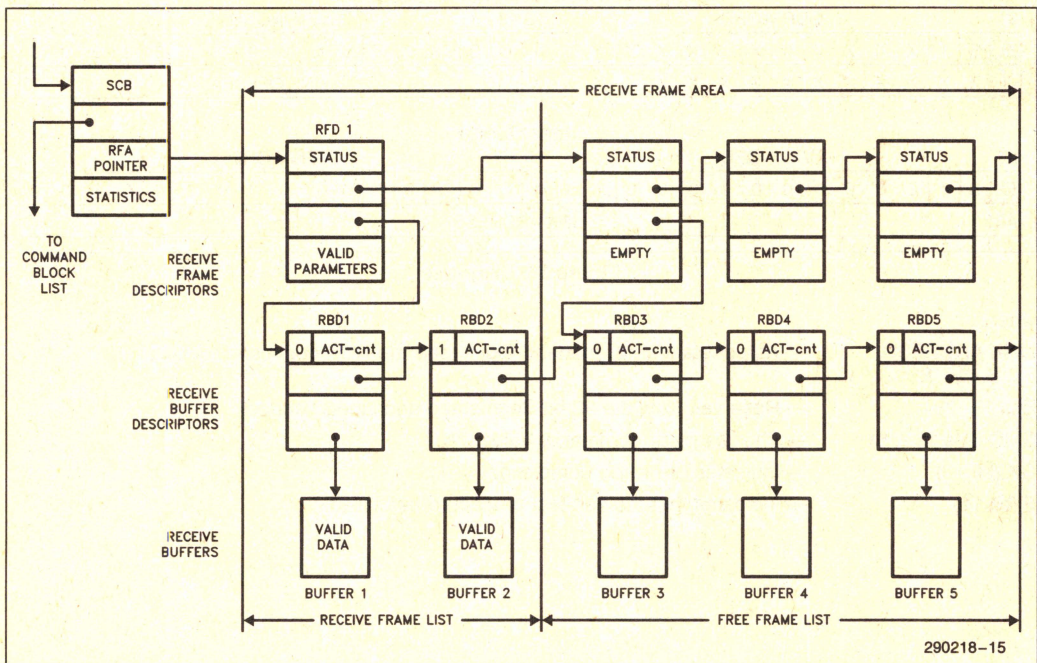 SCB
RECEIVE FRAME AREA
RFD 1
RFA
POINTER
STATUS
STATUS
STATUS
STATUS
STATISTICS
TO
COMMAND
BLOCK
LIST
RECEIVE
FRAME
DESCRIPTORS
VALID
PARAMETERS
EMPTY
EMPTY
EMPTY
RBD1
RBD2
RBD3
RBD4
RBD5
0 ACT-cnt
1 ACT-cnt
0 ACT-cnt
0 ACT-cnt
0 ACT-cnt
RECEIVE
BUFFER
DESCRIPTORS
RECEIVE
BUFFERS
VALID
DATA
VALID
DATA
BUFFER 1
BUFFER 2
BUFFER 3
BUFFER 4
BUFFER 5
RECEIVE FRAME LIST
FREE FRAME LIST
290218-15